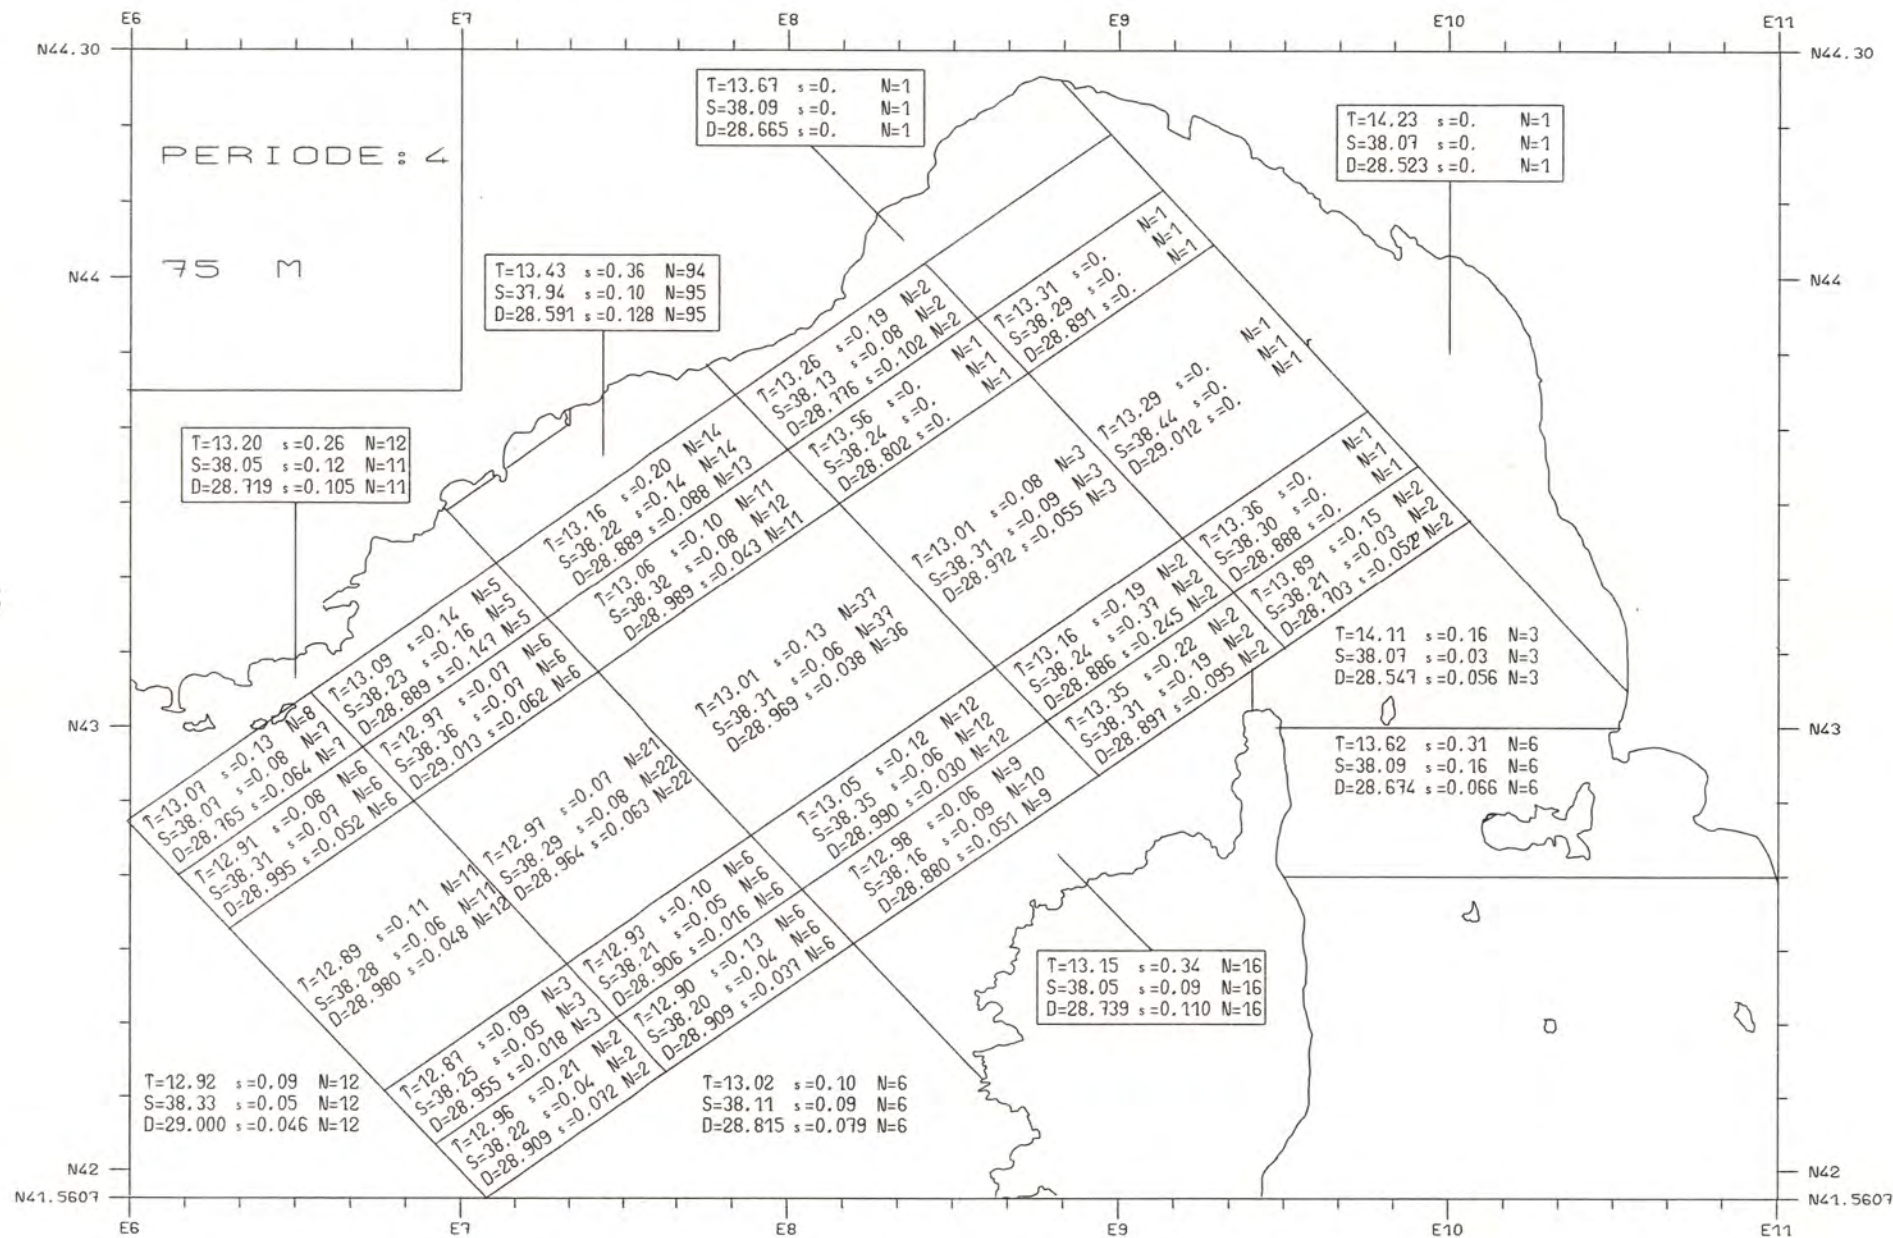 E6 E7 E8 E9 E10 E11
N44.30 N44.30
PERIODE:4
75 M
T=13.67 s=0. N=1
S=38.09 s=0. N=1
D=28.665 s=0. N=1
T=14.23 s=0. N=1
S=38.07 s=0. N=1
D=28.523 s=0. N=1
N44 N44
T=13.43 s=0.36 N=94
S=37.94 s=0.10 N=95
D=28.591 s=0.128 N=95
T=13.20 s=0.26 N=12
S=38.05 s=0.12 N=11
D=28.719 s=0.105 N=11
T=13.26 s=0.19 N=2
S=38.13 s=0.08 N=2
D=28.776 s=0.102 N=2
T=13.31 s=0. N=1
S=38.29 s=0. N=1
D=28.891 s=0. N=1
T=13.56 s=0. N=1
S=38.24 s=0. N=1
D=28.802 s=0. N=1
T=13.29 s=0. N=1
S=38.44 s=0. N=1
D=29.012 s=0. N=1
T=13.16 s=0.20 N=14
S=38.22 s=0.14 N=14
D=28.889 s=0.088 N=13
T=13.06 s=0.10 N=11
S=38.32 s=0.08 N=12
D=28.989 s=0.043 N=11
T=13.01 s=0.08 N=3
S=38.31 s=0.09 N=3
D=28.972 s=0.055 N=3
T=13.36 s=0. N=1
S=38.30 s=0. N=1
D=28.888 s=0. N=1
T=13.89 s=0.15 N=2
S=38.21 s=0.03 N=2
D=28.703 s=0.052 N=2
T=13.09 s=0.14 N=5
S=38.23 s=0.16 N=5
D=28.889 s=0.147 N=5
T=12.97 s=0.07 N=6
S=38.36 s=0.07 N=6
D=29.013 s=0.062 N=6
T=13.01 s=0.13 N=37
S=38.31 s=0.06 N=37
D=28.969 s=0.038 N=36
T=13.16 s=0.19 N=2
S=38.24 s=0.37 N=2
D=28.886 s=0.245 N=2
T=13.35 s=0.22 N=2
S=38.31 s=0.19 N=2
D=28.897 s=0.095 N=2
T=14.11 s=0.16 N=3
S=38.07 s=0.03 N=3
D=28.547 s=0.056 N=3
N43 N43
T=13.62 s=0.31 N=6
S=38.09 s=0.16 N=6
D=28.674 s=0.066 N=6
T=13.07 s=0.13 N=8
S=38.07 s=0.08 N=7
D=28.765 s=0.064 N=7
T=12.91 s=0.08 N=6
S=38.31 s=0.07 N=6
D=28.995 s=0.052 N=6
T=12.97 s=0.07 N=21
S=38.29 s=0.08 N=22
D=28.964 s=0.063 N=22
T=13.05 s=0.12 N=12
S=38.35 s=0.06 N=12
D=28.990 s=0.030 N=12
T=12.98 s=0.06 N=9
S=38.16 s=0.09 N=10
D=28.880 s=0.051 N=9
T=12.89 s=0.11 N=11
S=38.28 s=0.06 N=11
D=28.980 s=0.048 N=12
T=12.93 s=0.10 N=6
S=38.21 s=0.05 N=6
D=28.906 s=0.016 N=6
T=12.90 s=0.13 N=6
S=38.20 s=0.04 N=6
D=28.909 s=0.037 N=6
T=13.15 s=0.34 N=16
S=38.05 s=0.09 N=16
D=28.739 s=0.110 N=16
T=12.87 s=0.09 N=3
S=38.25 s=0.05 N=3
D=28.955 s=0.018 N=3
T=12.96 s=0.21 N=2
S=38.22 s=0.04 N=2
D=28.909 s=0.072 N=2
T=12.92 s=0.09 N=12
S=38.33 s=0.05 N=12
D=29.000 s=0.046 N=12
T=13.02 s=0.10 N=6
S=38.11 s=0.09 N=6
D=28.815 s=0.079 N=6
N42 N42
N41.5607 N41.5607
E6 E7 E8 E9 E10 E11